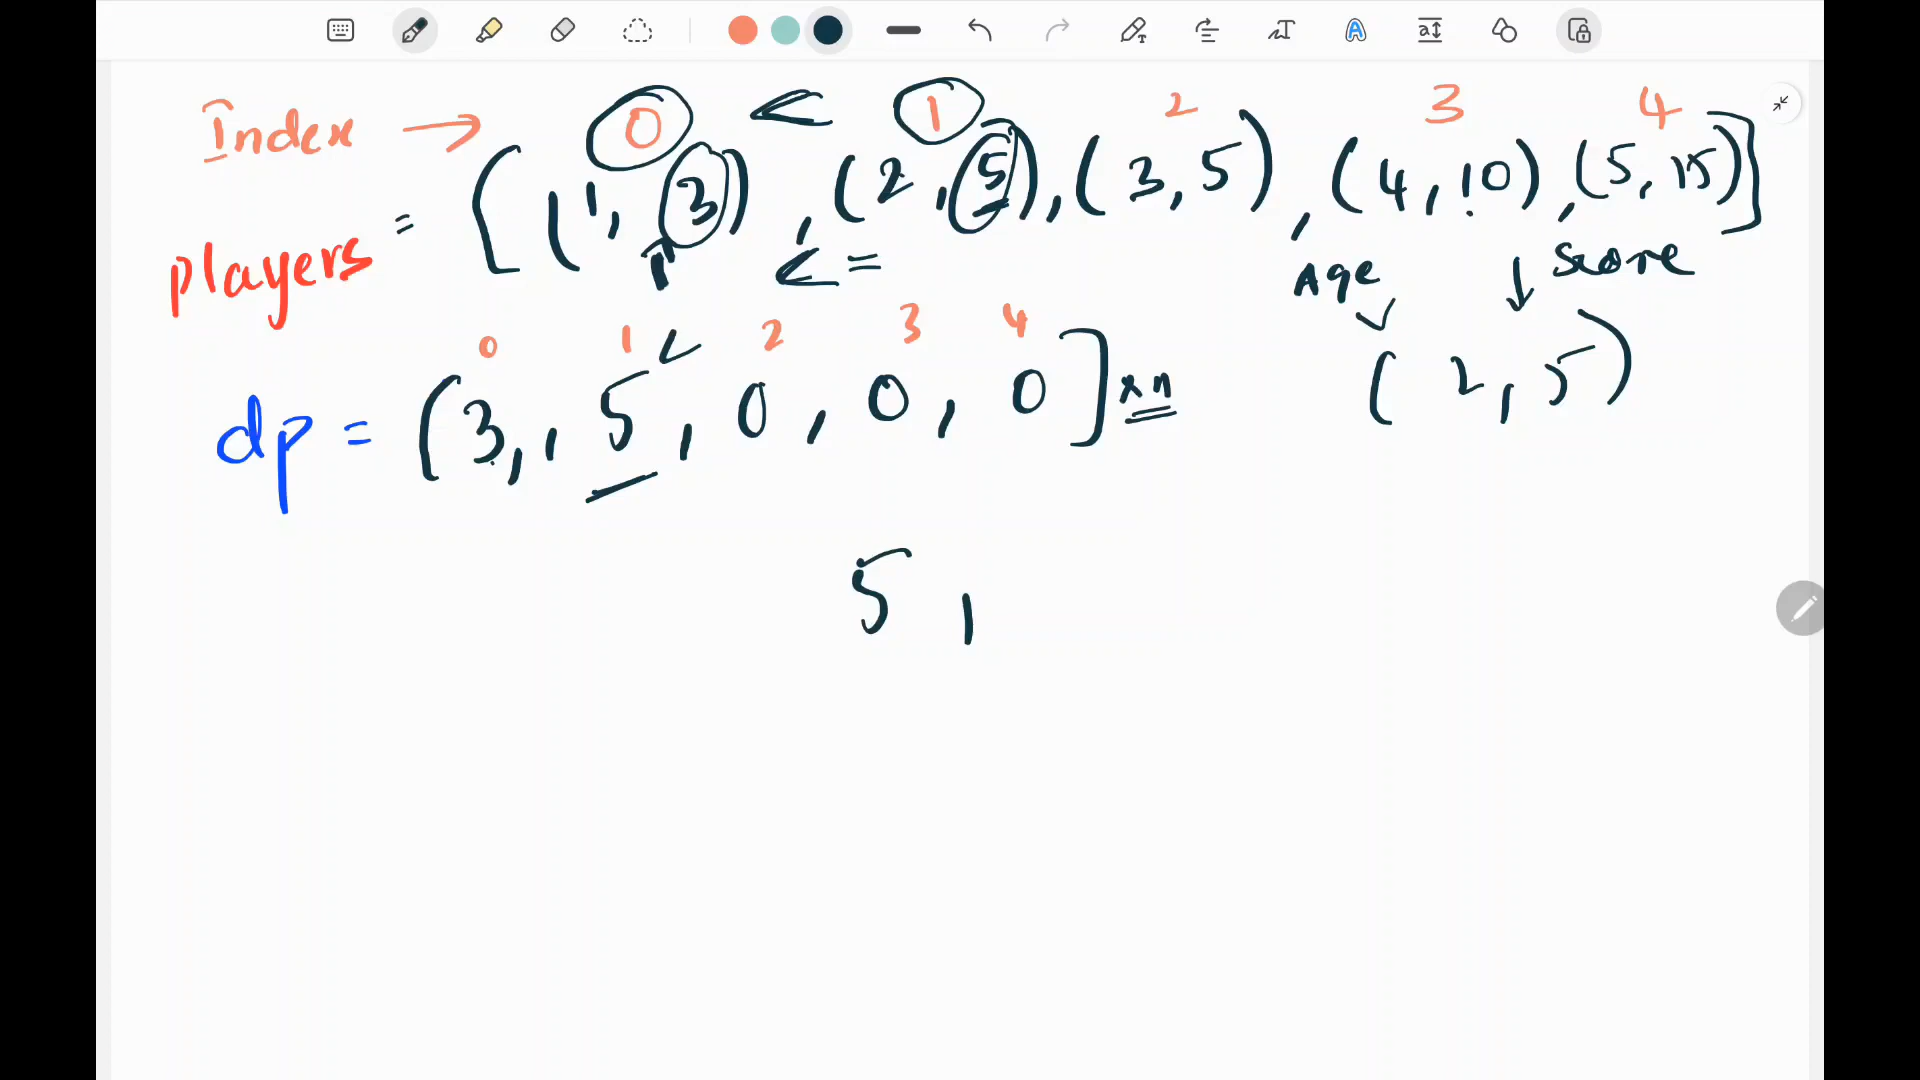 Index → 0 < 1 2 3 4
players = [(1, 3), (2, 5), (3, 5), (4, 10), (5, 15)]
<=
Age Score
0 1 2 3 4
dp = [3, , 5, 0, 0, 0] x n
(2, 5)
5 ,